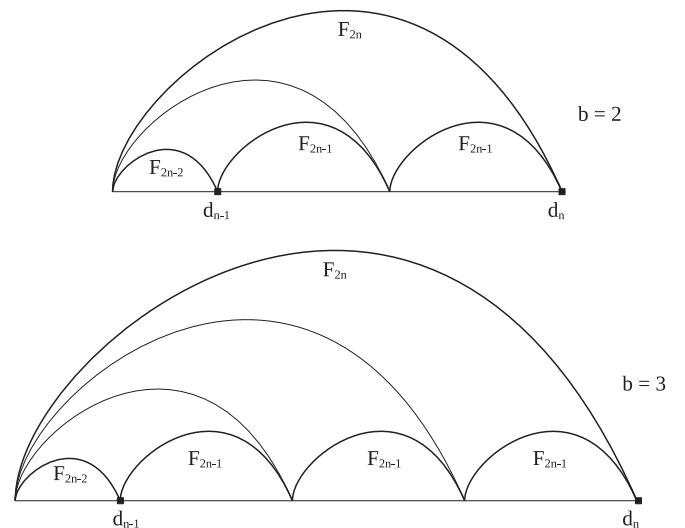 F₂ₙ
b = 2
F₂ₙ₋₂ F₂ₙ₋₁ F₂ₙ₋₁
dₙ₋₁ dₙ
F₂ₙ
b = 3
F₂ₙ₋₂ F₂ₙ₋₁ F₂ₙ₋₁ F₂ₙ₋₁
dₙ₋₁ dₙ